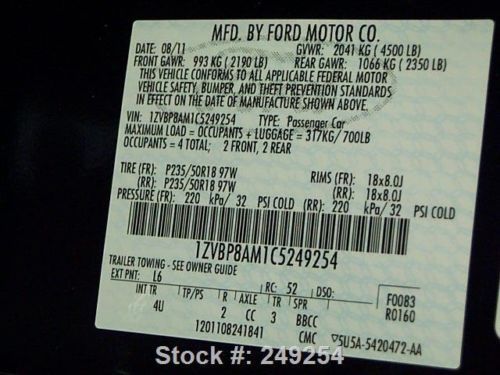 MFD. BY FORD MOTOR CO.
DATE: 08/11 GVWR: 2041 KG ( 4500 LB)
FRONT GAWR: 993 KG ( 2190 LB) REAR GAWR: 1066 KG ( 2350 LB)
THIS VEHICLE CONFORMS TO ALL APPLICABLE FEDERAL MOTOR
VEHICLE SAFETY, BUMPER, AND THEFT PREVENTION STANDARDS
IN EFFECT ON THE DATE OF MANUFACTURE SHOWN ABOVE.
VIN: 1ZVBP8AM1C5249254 TYPE: Passenger Car
MAXIMUM LOAD = OCCUPANTS + LUGGAGE = 317KG/ 700LB
OCCUPANTS = 4 TOTAL; 2 FRONT, 2 REAR
TIRE (FR): P235/50R18 97W RIMS (FR): 18x8.0J
(RR): P235/50R18 97W (RR): 18x8.0J
PRESSURE (FR): 220 kPa/ 32 PSI COLD (RR): 220 kPa/ 32 PSI COLD
1ZVBP8AM1C5249254
TRAILER TOWING - SEE OWNER GUIDE
EXT PNT: L6 RC: 52 DSO: F0083
INT TR TP/PS R AXLE TR SPR R0160
4U 2 CC 3 BBCC
1201108241841 CMC 5U5A-5420472-AA
Stock #: 249254